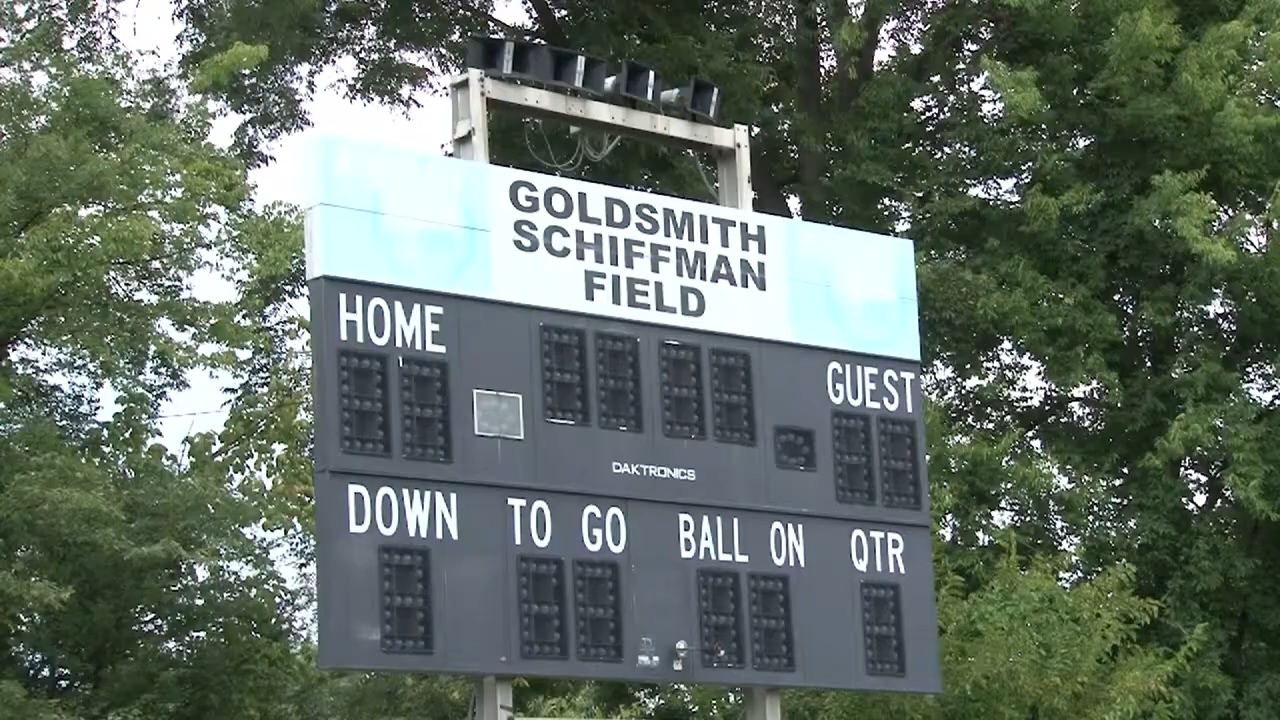 GOLDSMITH
SCHIFFMAN
FIELD
HOME
GUEST
DAKTRONICS
DOWN TO GO BALL ON QTR